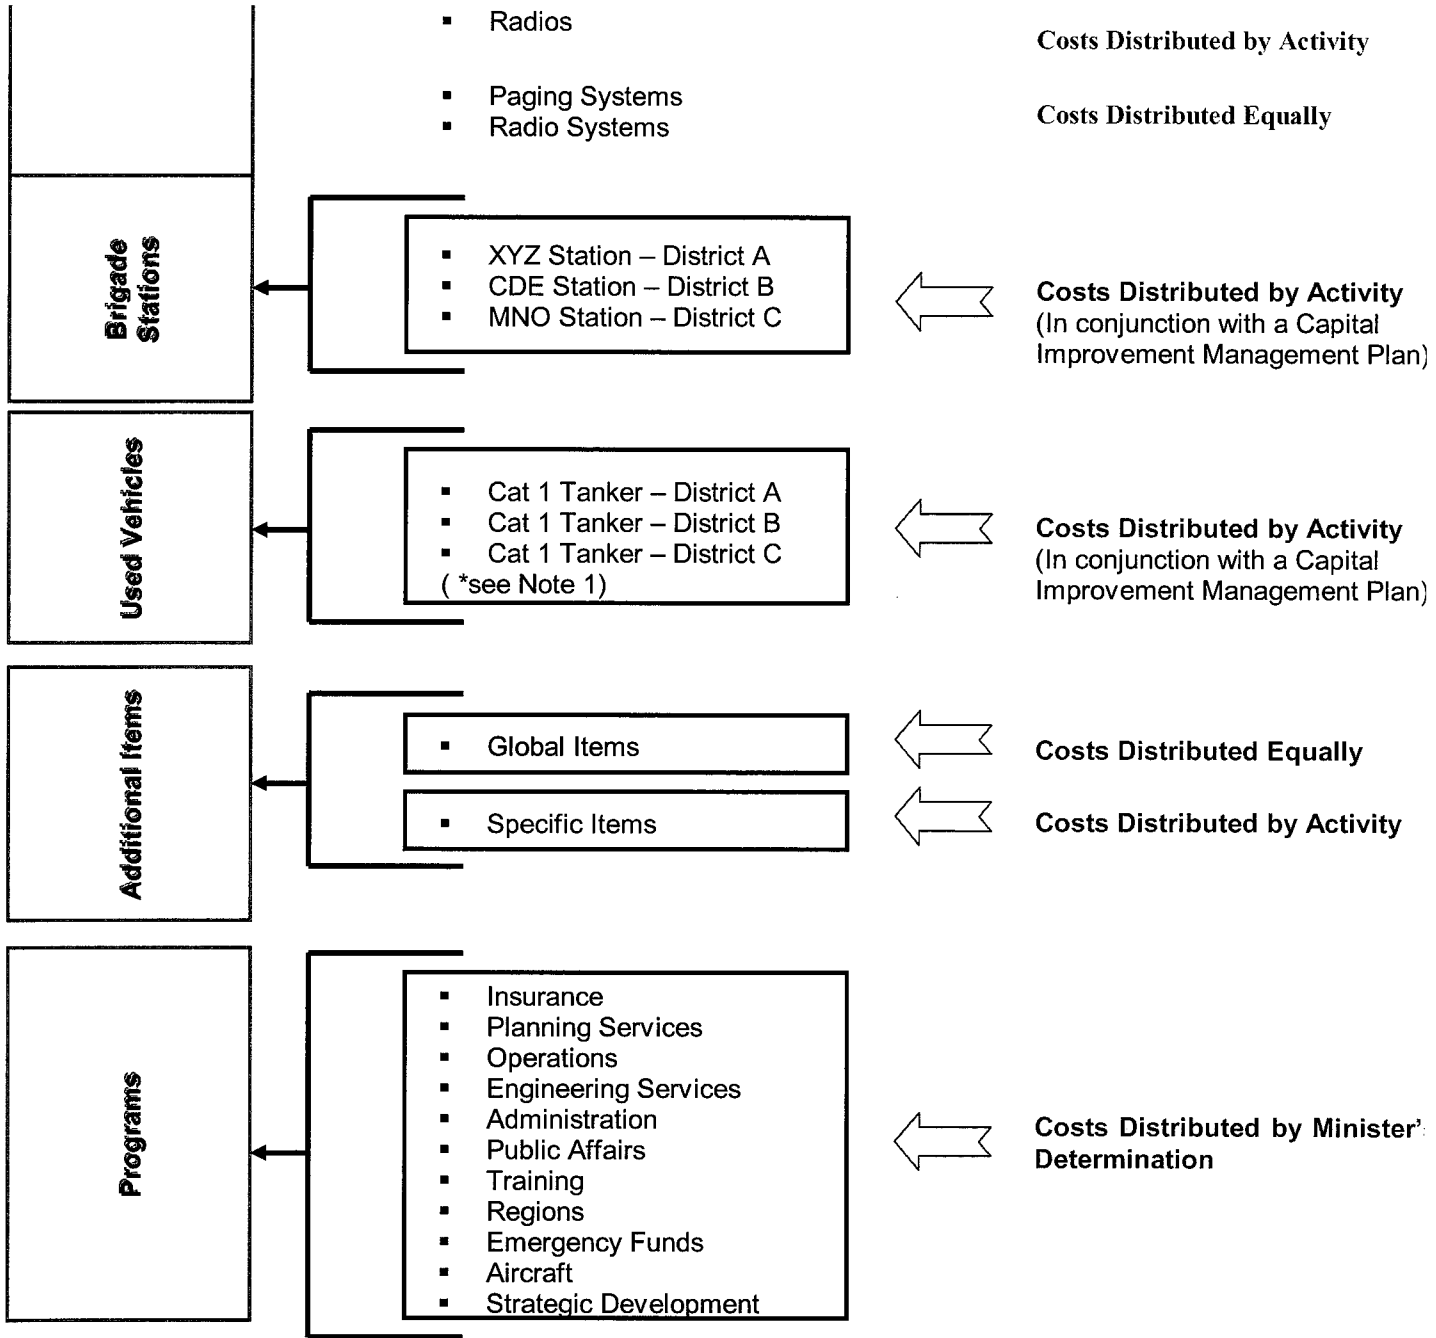 ▪ Radios
Costs Distributed by Activity
▪ Paging Systems
▪ Radio Systems
Costs Distributed Equally
Brigade
Stations
▪ XYZ Station – District A
▪ CDE Station – District B
▪ MNO Station – District C
Costs Distributed by Activity
(In conjunction with a Capital
Improvement Management Plan)
Used Vehicles
▪ Cat 1 Tanker – District A
▪ Cat 1 Tanker – District B
▪ Cat 1 Tanker – District C
( *see Note 1)
Costs Distributed by Activity
(In conjunction with a Capital
Improvement Management Plan)
Additional Items
▪ Global Items
Costs Distributed Equally
▪ Specific Items
Costs Distributed by Activity
Programs
▪ Insurance
▪ Planning Services
▪ Operations
▪ Engineering Services
▪ Administration
▪ Public Affairs
▪ Training
▪ Regions
▪ Emergency Funds
▪ Aircraft
▪ Strategic Development
Costs Distributed by Minister'
Determination